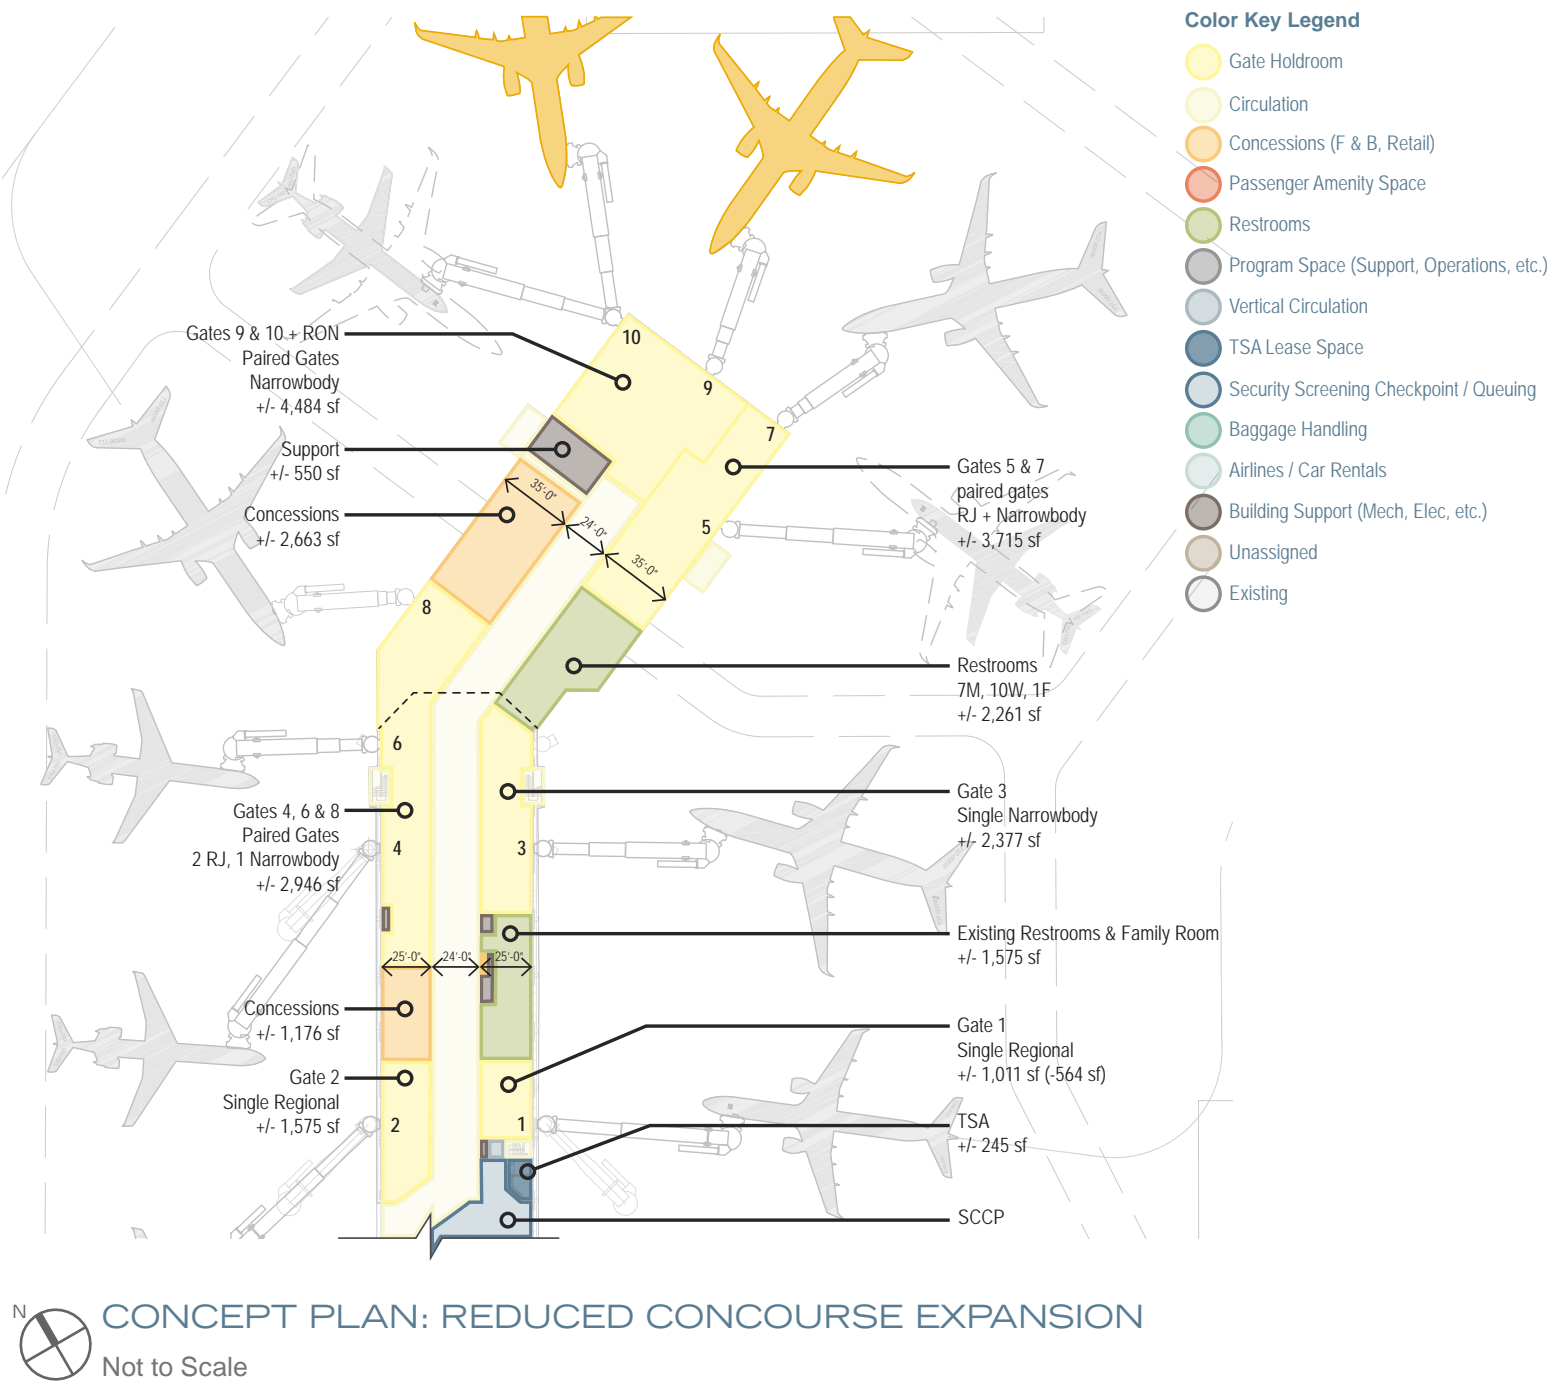 Color Key Legend
Gate Holdroom
Circulation
Concessions (F & B, Retail)
Passenger Amenity Space
Restrooms
Program Space (Support, Operations, etc.)
Vertical Circulation
TSA Lease Space
Security Screening Checkpoint / Queuing
Baggage Handling
Airlines / Car Rentals
Building Support (Mech, Elec, etc.)
Unassigned
Existing
Gates 9 & 10 + RON
Paired Gates
Narrowbody
+/- 4,484 sf
Support
+/- 550 sf
Concessions
+/- 2,663 sf
Gates 4, 6 & 8
Paired Gates
2 RJ, 1 Narrowbody
+/- 2,946 sf
Concessions
+/- 1,176 sf
Gate 2
Single Regional
+/- 1,575 sf
10
9
7
5
8
6
4
3
2
1
35'-0"
24'-0"
35'-0"
25'-0"
24'-0"
25'-0"
Gates 5 & 7
paired gates
RJ + Narrowbody
+/- 3,715 sf
Restrooms
7M, 10W, 1F
+/- 2,261 sf
Gate 3
Single Narrowbody
+/- 2,377 sf
Existing Restrooms & Family Room
+/- 1,575 sf
Gate 1
Single Regional
+/- 1,011 sf (-564 sf)
TSA
+/- 245 sf
SCCP
N
CONCEPT PLAN: REDUCED CONCOURSE EXPANSION
Not to Scale